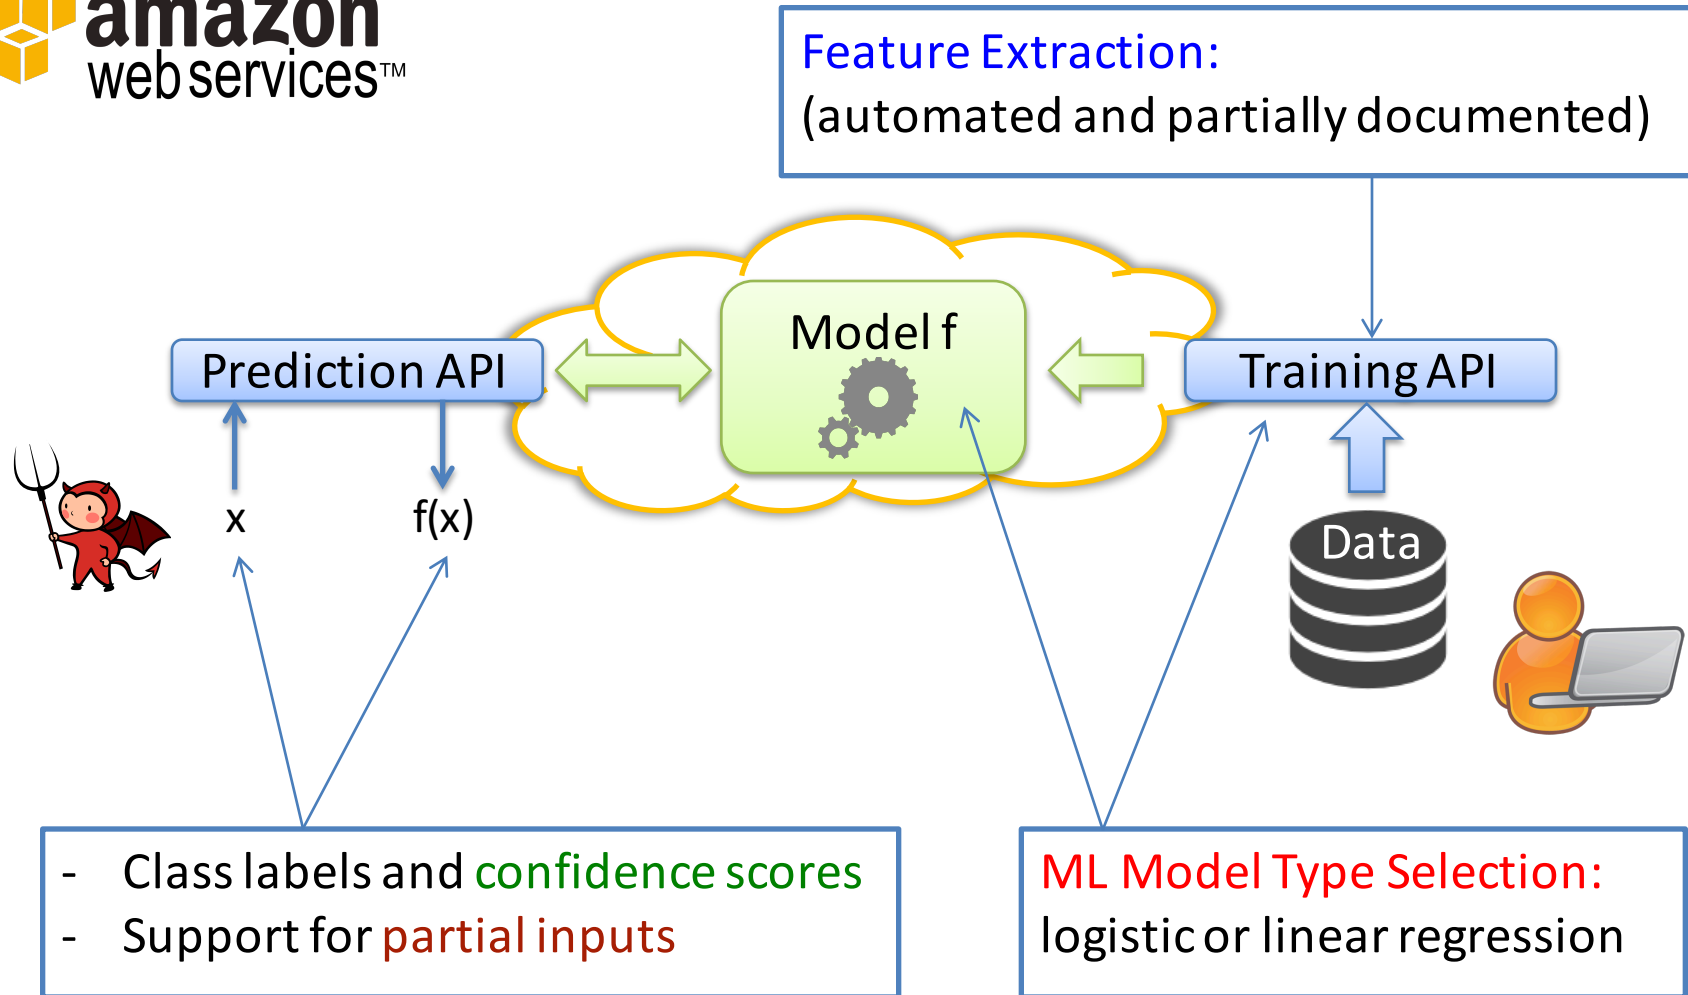 amazon
web services™
Feature Extraction:
(automated and partially documented)
Model f
Prediction API
Training API
x
f(x)
Data
- Class labels and confidence scores
- Support for partial inputs
ML Model Type Selection:
logistic or linear regression